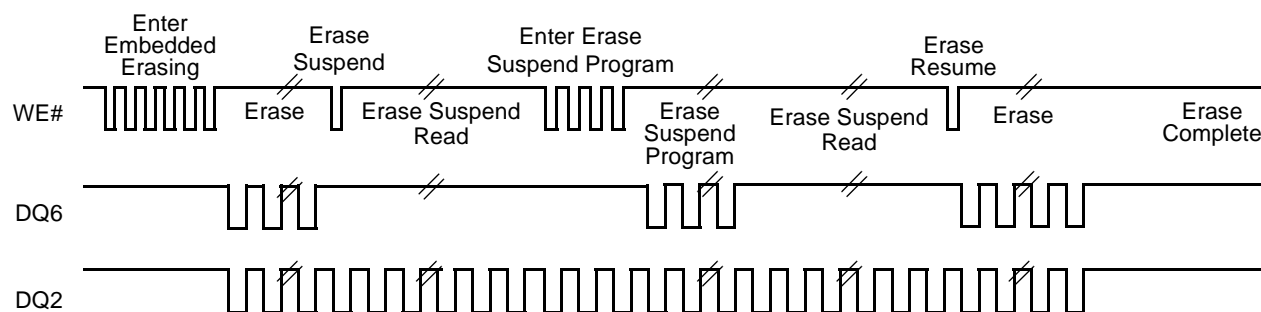 Enter
Embedded
Erasing
Erase
Suspend
Enter Erase
Suspend Program
Erase
Resume
WE#
Erase
Erase Suspend
Read
Erase
Suspend
Program
Erase Suspend
Read
Erase
Erase
Complete
DQ6
DQ2